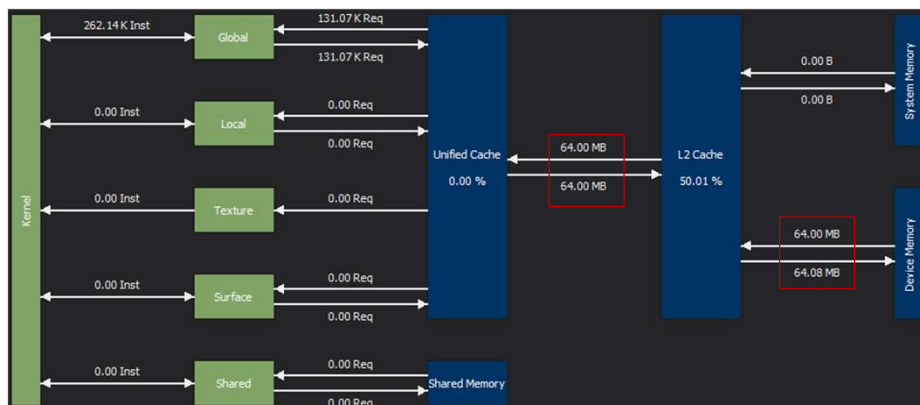 Kernel
262.14 K Inst
Global
131.07 K Req
131.07 K Req
0.00 Inst
Local
0.00 Req
0.00 Req
0.00 Inst
Texture
0.00 Req
0.00 Inst
Surface
0.00 Req
0.00 Req
0.00 Inst
Shared
0.00 Req
0.00 Req
Unified Cache
0.00 %
Shared Memory
64.00 MB
64.00 MB
L2 Cache
50.01 %
0.00 B
0.00 B
System Memory
64.00 MB
64.08 MB
Device Memory